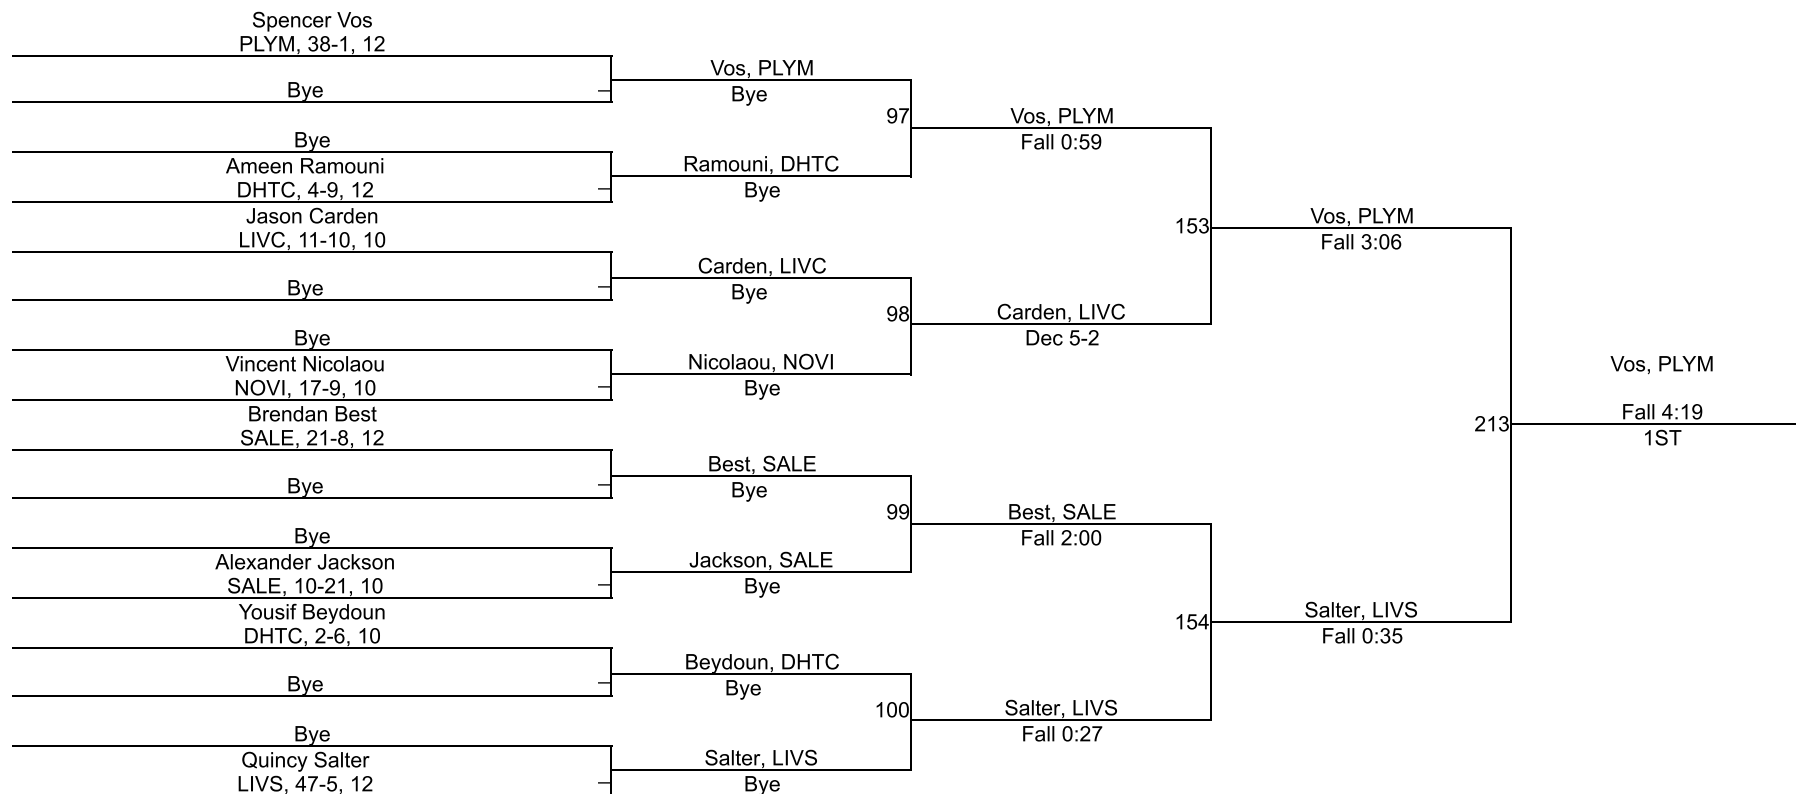 Spencer Vos
PLYM, 38-1, 12
Bye
Bye
Ameen Ramouni
DHTC, 4-9, 12
Jason Carden
LIVC, 11-10, 10
Bye
Bye
Vincent Nicolaou
NOVI, 17-9, 10
Brendan Best
SALE, 21-8, 12
Bye
Bye
Alexander Jackson
SALE, 10-21, 10
Yousif Beydoun
DHTC, 2-6, 10
Bye
Bye
Quincy Salter
LIVS, 47-5, 12
Vos, PLYM
Bye
97
Ramouni, DHTC
Bye
Carden, LIVC
Bye
98
Nicolaou, NOVI
Bye
Best, SALE
Bye
99
Jackson, SALE
Bye
Beydoun, DHTC
Bye
100
Salter, LIVS
Bye
Vos, PLYM
Fall 0:59
153
Carden, LIVC
Dec 5-2
Best, SALE
Fall 2:00
154
Salter, LIVS
Fall 0:27
Vos, PLYM
Fall 3:06
213
Salter, LIVS
Fall 0:35
Vos, PLYM
Fall 4:19
1ST